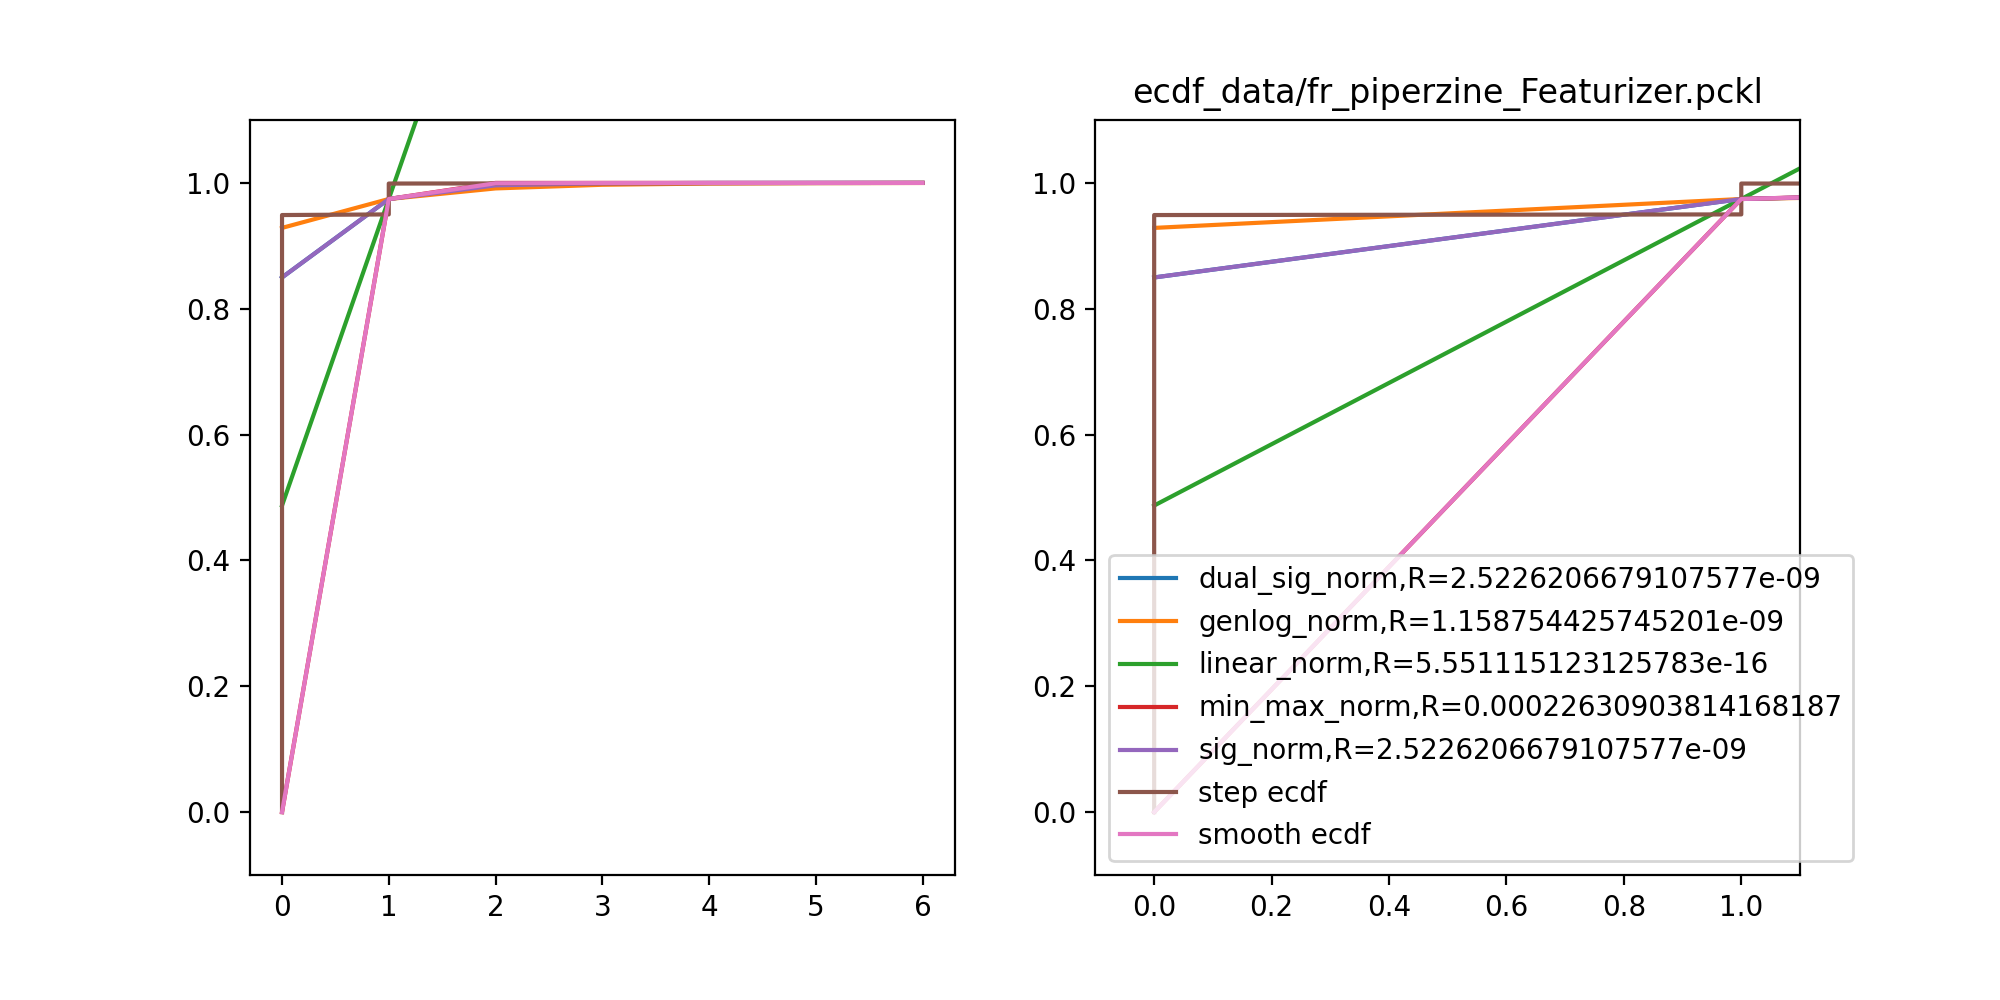 ecdf_data/fr_piperzine_Featurizer.pckl
1.0
0.8
0.6
0.4
0.2
0.0
0 1 2 3 4 5 6
1.0
0.8
0.6
0.4
0.2
0.0
dual_sig_norm,R=2.5226206679107577e-09
genlog_norm,R=1.158754425745201e-09
linear_norm,R=5.551115123125783e-16
min_max_norm,R=0.00022630903814168187
sig_norm,R=2.5226206679107577e-09
step ecdf
smooth ecdf
0.0 0.2 0.4 0.6 0.8 1.0